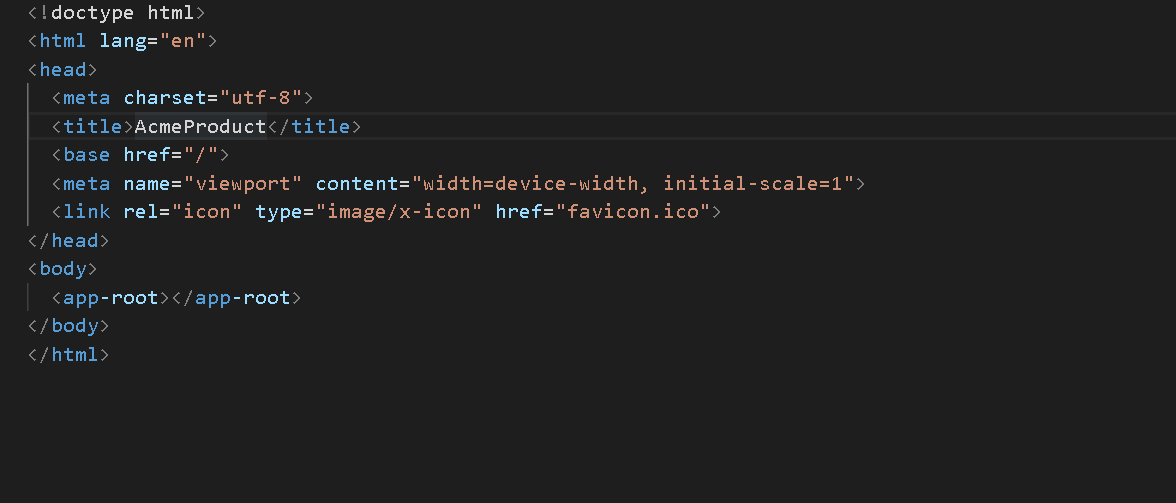 <!doctype html>
<html lang="en">
<head>
<meta charset="utf-8">
<title>AcmeProduct</title>
<base href="/">
<meta name="viewport" content="width=device-width, initial-scale=1">
<link rel="icon" type="image/x-icon" href="favicon.ico">
</head>
<body>
<app-root></app-root>
</body>
</html>